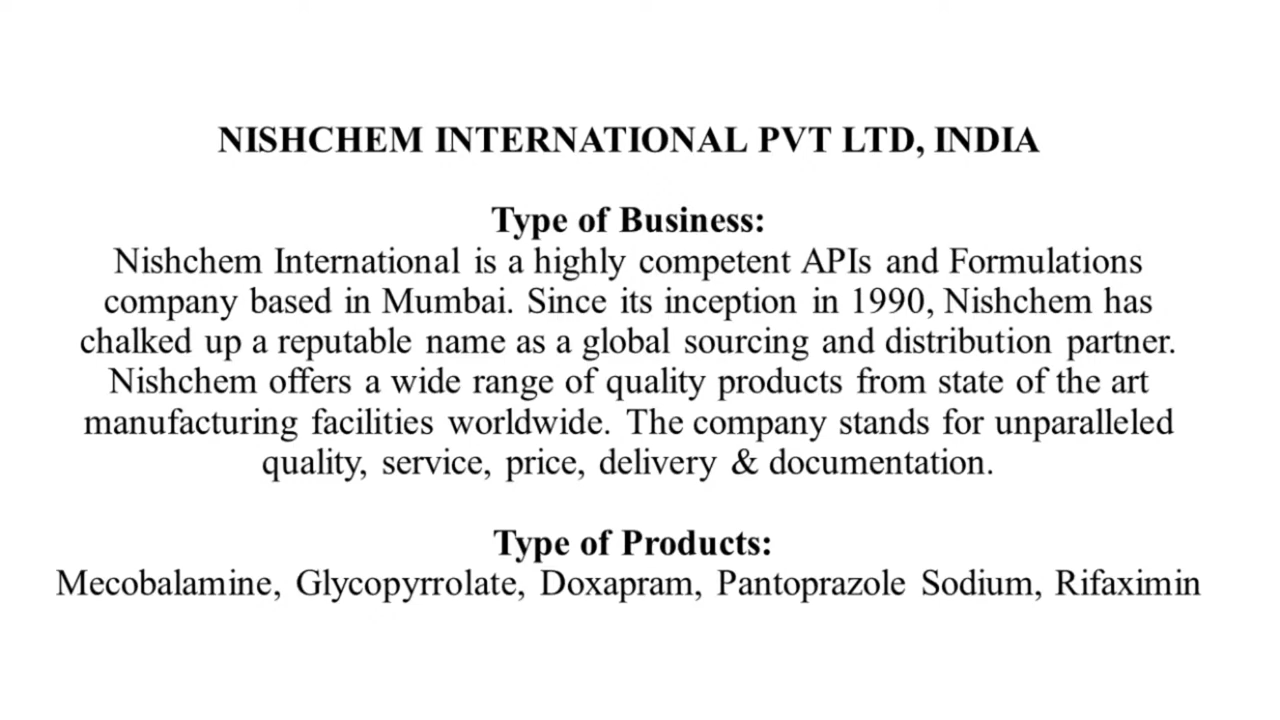 NISHCHEM INTERNATIONAL PVT LTD, INDIA
Type of Business:
Nishchem International is a highly competent APIs and Formulations
company based in Mumbai. Since its inception in 1990, Nishchem has
chalked up a reputable name as a global sourcing and distribution partner.
Nishchem offers a wide range of quality products from state of the art
manufacturing facilities worldwide. The company stands for unparalleled
quality, service, price, delivery & documentation.
Type of Products:
Mecobalamine, Glycopyrrolate, Doxapram, Pantoprazole Sodium, Rifaximin